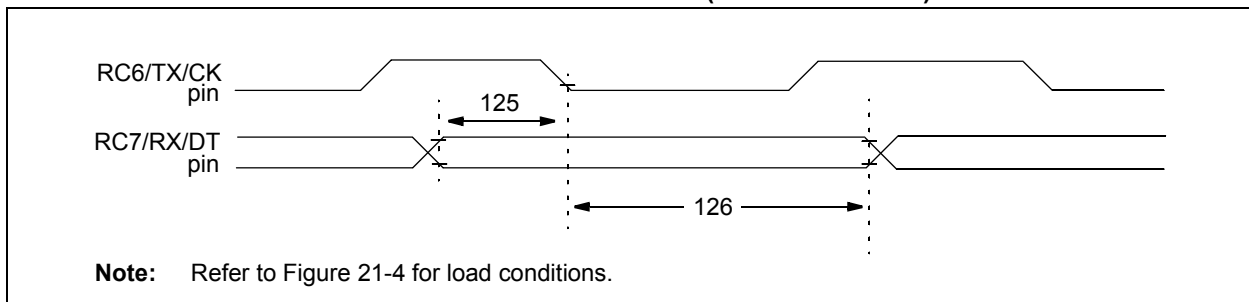 RC6/TX/CK
pin
125
RC7/RX/DT
pin
126
Note: Refer to Figure 21-4 for load conditions.